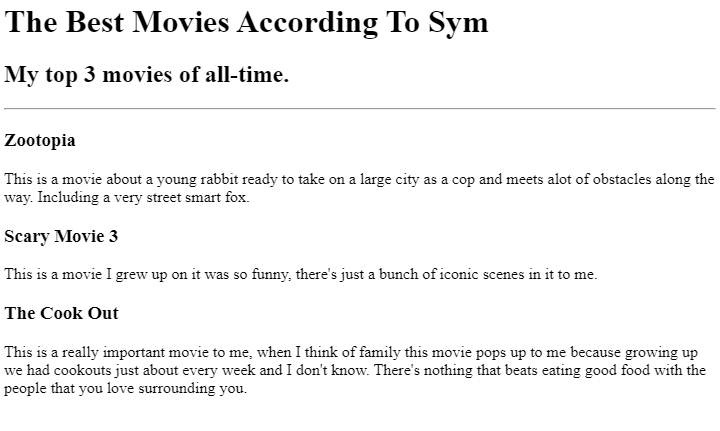 The Best Movies According To Sym
My top 3 movies of all-time.
Zootopia
This is a movie about a young rabbit ready to take on a large city as a cop and meets alot of obstacles along the
way. Including a very street smart fox.
Scary Movie 3
This is a movie I grew up on it was so funny, there's just a bunch of iconic scenes in it to me.
The Cook Out
This is a really important movie to me, when I think of family this movie pops up to me because growing up
we had cookouts just about every week and I don't know. There's nothing that beats eating good food with the
people that you love surrounding you.